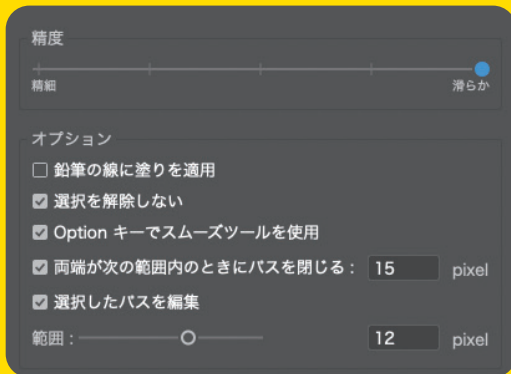 精度
精細 滑らか
オプション
鉛筆の線に塗りを適用
選択を解除しない
Option キーでスムーズツールを使用
両端が次の範囲内のときにパスを閉じる： 15 pixel
選択したパスを編集
範囲： 12 pixel